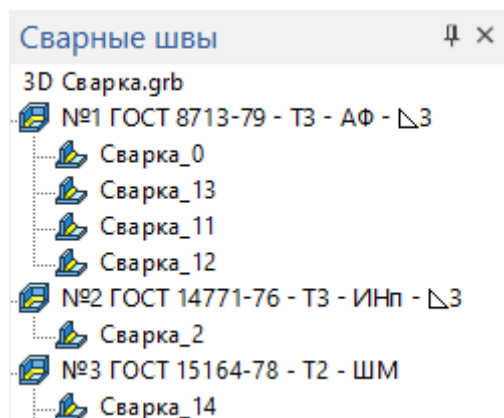 Сварные швы
3D Сварка.grb
№1 ГОСТ 8713-79 - Т3 - АФ - ◺3
Сварка_0
Сварка_13
Сварка_11
Сварка_12
№2 ГОСТ 14771-76 - Т3 - ИНп - ◺3
Сварка_2
№3 ГОСТ 15164-78 - Т2 - ШМ
Сварка_14